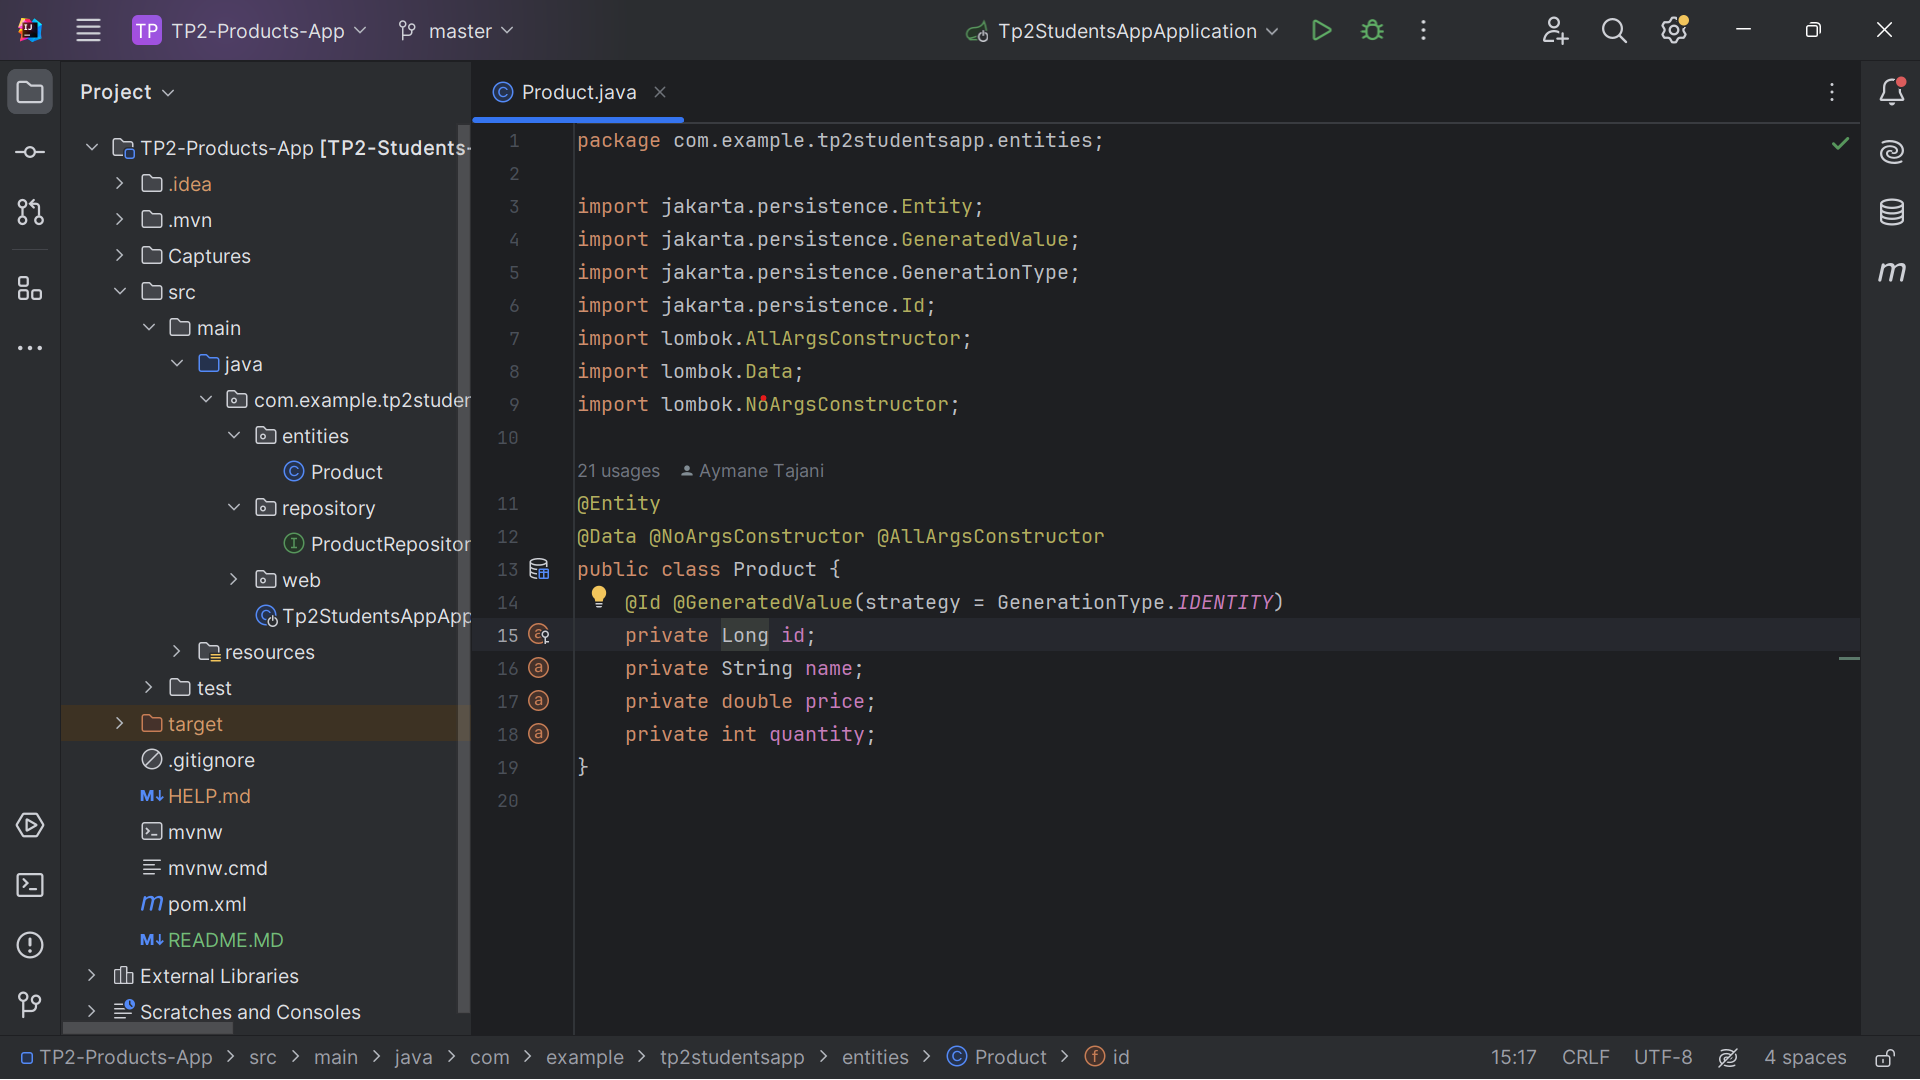 TP TP2-Products-App master Tp2StudentsAppApplication
Project
TP2-Products-App [TP2-Students-
.idea
.mvn
Captures
src
main
java
com.example.tp2studen
entities
Product
repository
ProductRepositor
web
Tp2StudentsAppApp
resources
test
target
.gitignore
HELP.md
mvnw
mvnw.cmd
pom.xml
README.MD
External Libraries
Scratches and Consoles
Product.java
1 package com.example.tp2studentsapp.entities;
2
3 import jakarta.persistence.Entity;
4 import jakarta.persistence.GeneratedValue;
5 import jakarta.persistence.GenerationType;
6 import jakarta.persistence.Id;
7 import lombok.AllArgsConstructor;
8 import lombok.Data;
9 import lombok.NoArgsConstructor;
10
21 usages Aymane Tajani
11 @Entity
12 @Data @NoArgsConstructor @AllArgsConstructor
13 public class Product {
14 @Id @GeneratedValue(strategy = GenerationType.IDENTITY)
15 private Long id;
16 private String name;
17 private double price;
18 private int quantity;
19 }
20
TP2-Products-App > src > main > java > com > example > tp2studentsapp > entities > Product > id 15:17 CRLF UTF-8 4 spaces